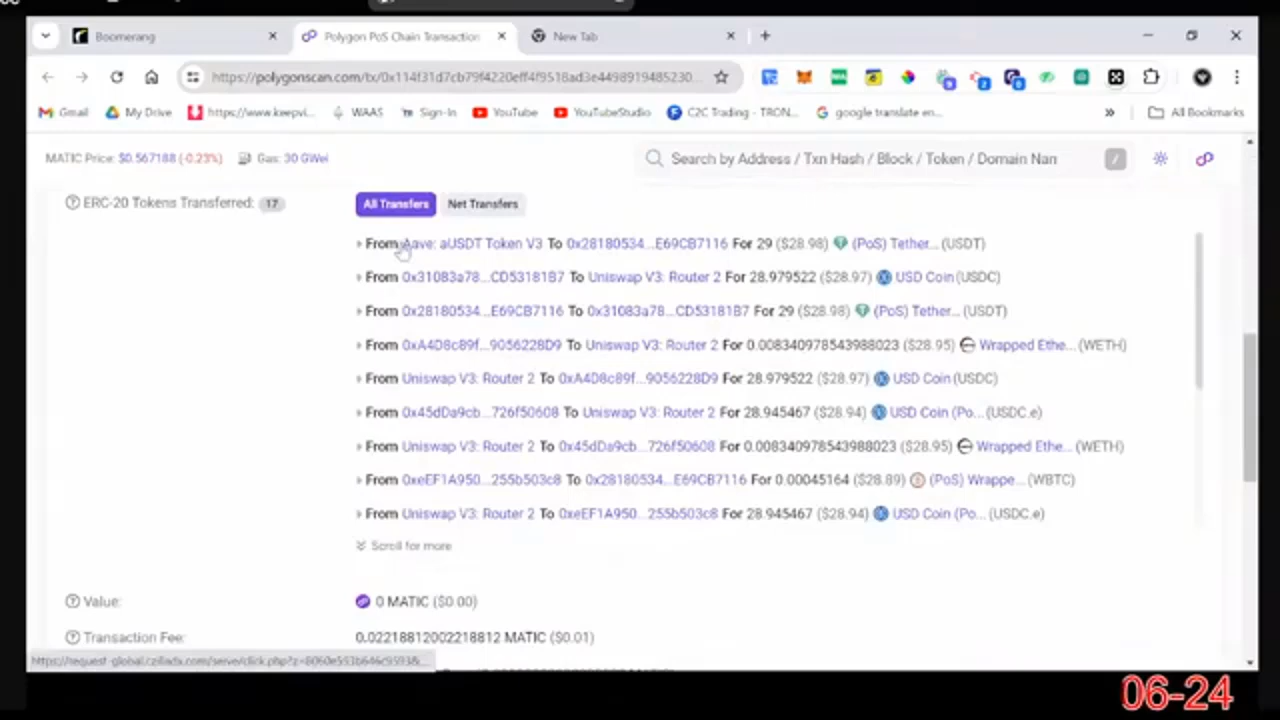 Boomerang
Polygon PoS Chain Transaction
New Tab
https://polygonscan.com/tx/0x114f31d7cb79f4220eff4f9518ad3e4498919485230...
Gmail
My Drive
https://www.keepvi...
WAAS
Sign-In
YouTube
YouTubeStudio
C2C Trading - TRON...
google translate en...
»
All Bookmarks
MATIC Price: $0.567188 (-0.23%)
Gas: 30 GWei
Search by Address / Txn Hash / Block / Token / Domain Nam
/
ERC-20 Tokens Transferred: 17
All Transfers
Net Transfers
From Aave: aUSDT Token V3 To 0x28180534...E69CB7116 For 29 ($28.98) (PoS) Tether... (USDT)
From 0x31083a78...CD53181B7 To Uniswap V3: Router 2 For 28.979522 ($28.97) USD Coin (USDC)
From 0x28180534...E69CB7116 To 0x31083a78...CD53181B7 For 29 ($28.98) (PoS) Tether... (USDT)
From 0xA4D8c89f...9056228D9 To Uniswap V3: Router 2 For 0.008340978543988023 ($28.95) Wrapped Ethe... (WETH)
From Uniswap V3: Router 2 To 0xA4D8c89f...9056228D9 For 28.979522 ($28.97) USD Coin (USDC)
From 0x45dDa9cb...726f50608 To Uniswap V3: Router 2 For 28.945467 ($28.94) USD Coin (Po... (USDC.e)
From Uniswap V3: Router 2 To 0x45dDa9cb...726f50608 For 0.008340978543988023 ($28.95) Wrapped Ethe... (WETH)
From 0xeEF1A950...255b503c8 To 0x28180534...E69CB7116 For 0.00045164 ($28.89) (PoS) Wrappe... (WBTC)
From Uniswap V3: Router 2 To 0xeEF1A950...255b503c8 For 28.945467 ($28.94) USD Coin (Po... (USDC.e)
Scroll for more
Value:
0 MATIC ($0.00)
Transaction Fee:
0.02218812002218812 MATIC ($0.01)
06-24